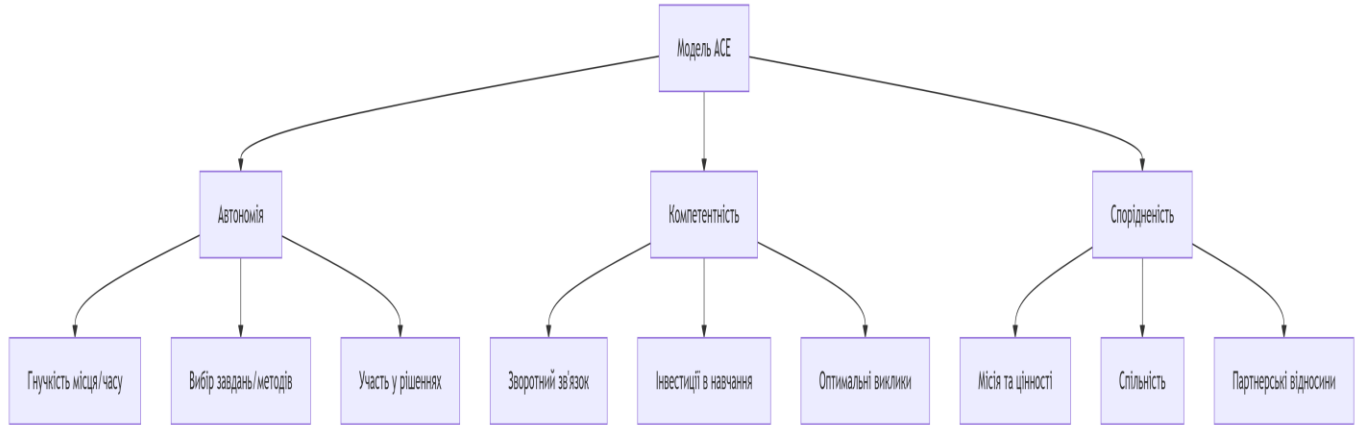 Модель ACE
Автономія
Компетентність
Спорідненість
Гнучкість місця/часу
Вибір завдань/методів
Участь у рішеннях
Зворотний зв'язок
Інвестиції в навчання
Оптимальні виклики
Місія та цінності
Спільність
Партнерські відносини